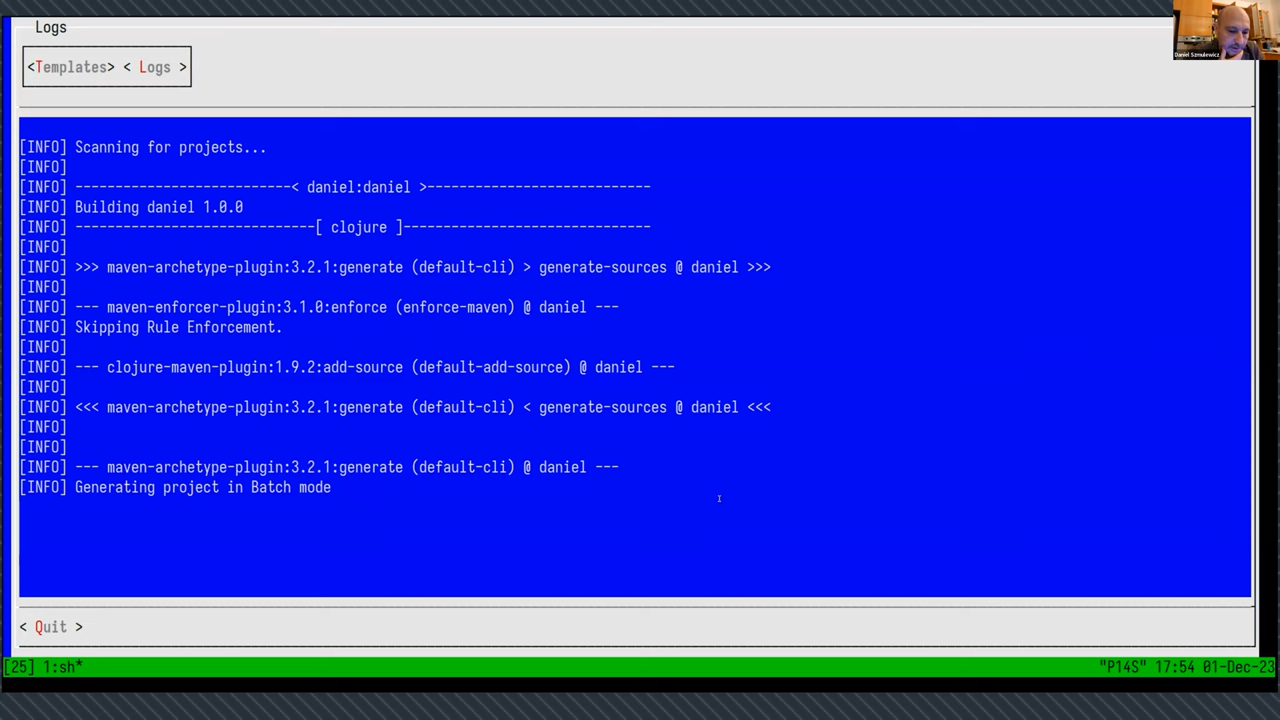 Logs
Daniel Szmulewicz
<Templates> < Logs >
[INFO] Scanning for projects...
[INFO]
[INFO] ---------------------------< daniel:daniel >----------------------------
[INFO] Building daniel 1.0.0
[INFO] ------------------------------[ clojure ]-------------------------------
[INFO]
[INFO] >>> maven-archetype-plugin:3.2.1:generate (default-cli) > generate-sources @ daniel >>>
[INFO]
[INFO] --- maven-enforcer-plugin:3.1.0:enforce (enforce-maven) @ daniel ---
[INFO] Skipping Rule Enforcement.
[INFO]
[INFO] --- clojure-maven-plugin:1.9.2:add-source (default-add-source) @ daniel ---
[INFO]
[INFO] <<< maven-archetype-plugin:3.2.1:generate (default-cli) < generate-sources @ daniel <<<
[INFO]
[INFO]
[INFO] --- maven-archetype-plugin:3.2.1:generate (default-cli) @ daniel ---
[INFO] Generating project in Batch mode
< Quit >
[25] 1:sh* "P14S" 17:54 01-Dec-23